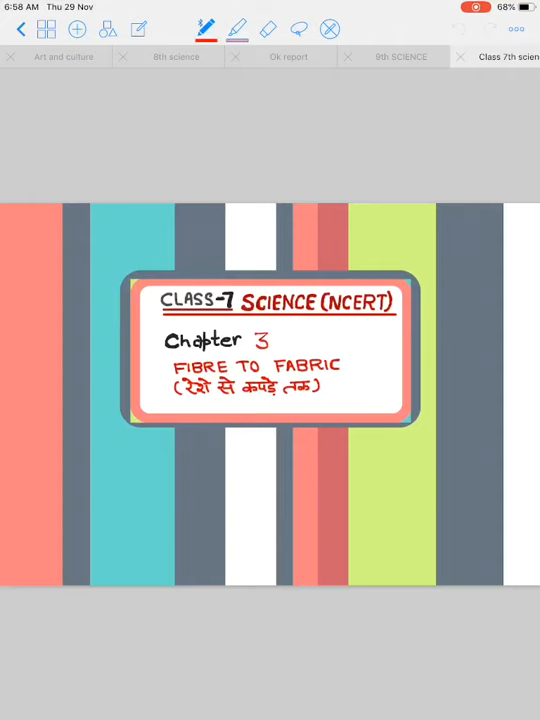 6:58 AM Thu 29 Nov 68%
Art and culture 8th science Ok report 9th SCIENCE Class 7th scien
CLASS-7 SCIENCE (NCERT)
Chapter 3
FIBRE TO FABRIC
(रेशे से कपड़े तक)